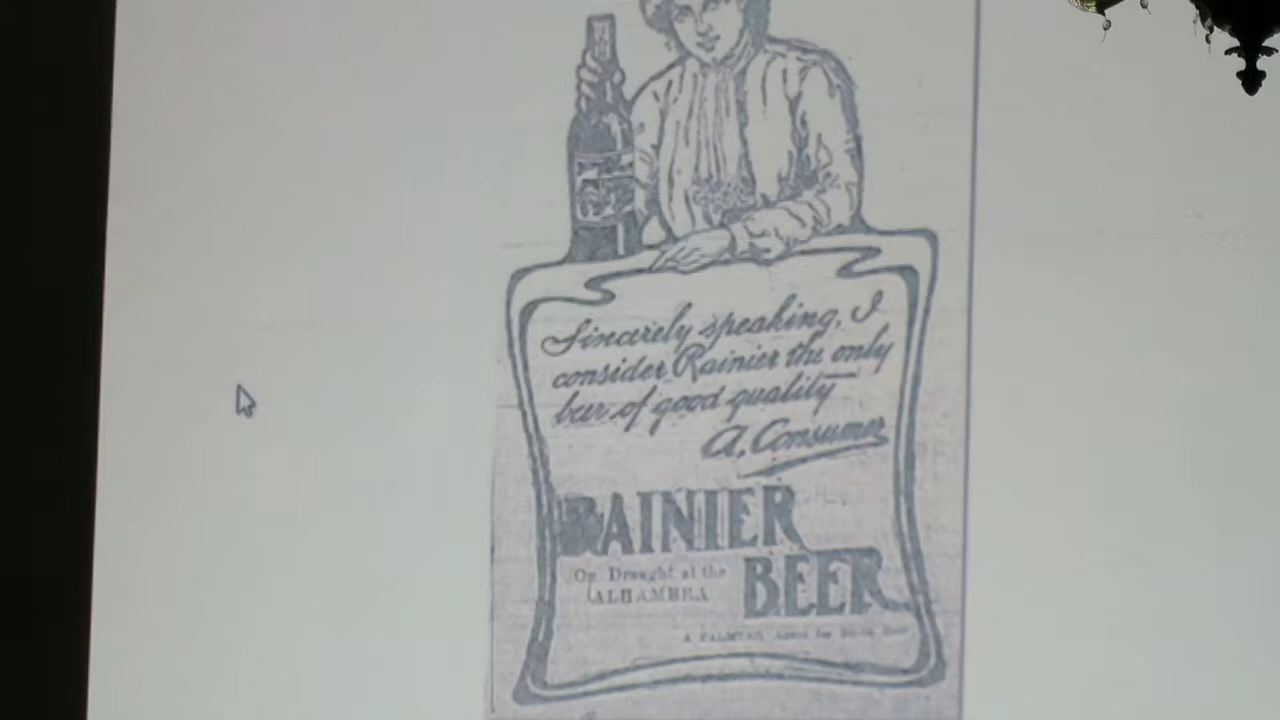 Sincerely speaking, I
consider Rainier the only
beer of good quality
A. Consumer
RAINIER
BEER
On Draught at the
ALHAMBRA